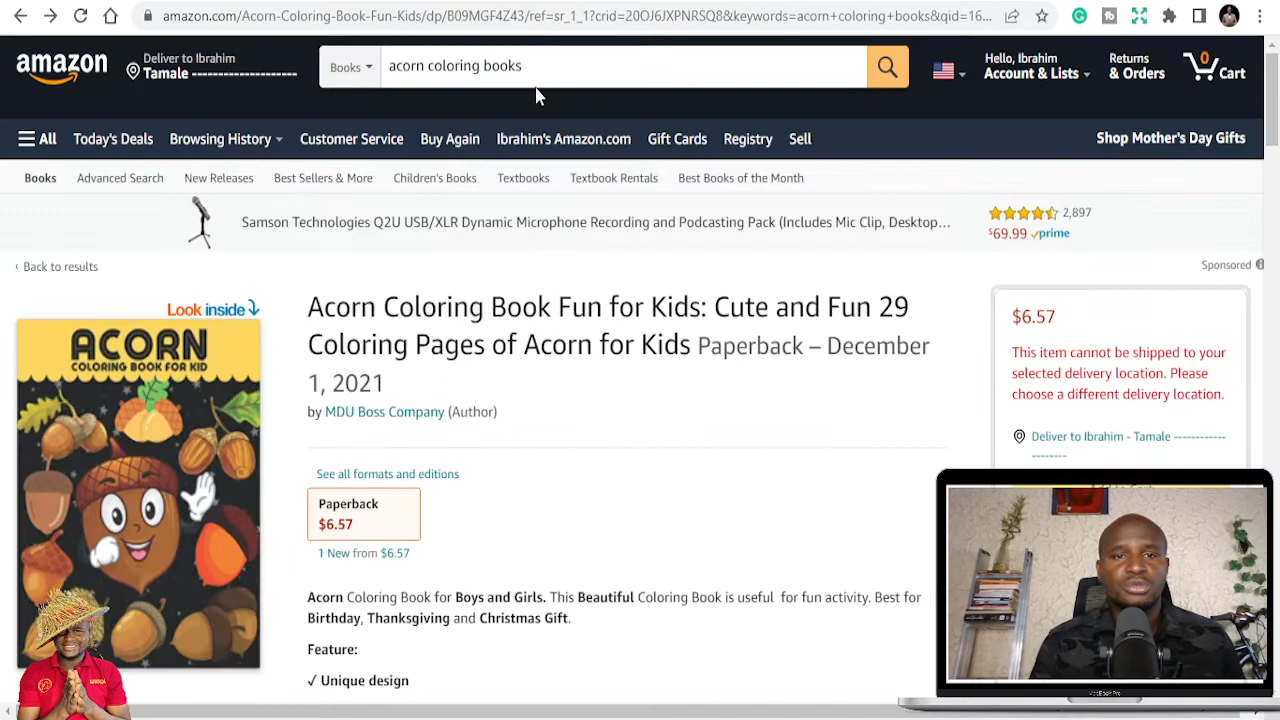 amazon.com/Acorn-Coloring-Book-Fun-Kids/dp/B09MGF4Z43/ref=sr_1_1?crid=20OJ6JXPNRSQ8&keywords=acorn+coloring+books&qid=16...
amazon
Deliver to Ibrahim
Tamale --------------------
Books
acorn coloring books
Hello, Ibrahim
Account & Lists
Returns
& Orders
0
Cart
All
Today's Deals
Browsing History
Customer Service
Buy Again
Ibrahim's Amazon.com
Gift Cards
Registry
Sell
Shop Mother's Day Gifts
Books
Advanced Search
New Releases
Best Sellers & More
Children's Books
Textbooks
Textbook Rentals
Best Books of the Month
Samson Technologies Q2U USB/XLR Dynamic Microphone Recording and Podcasting Pack (Includes Mic Clip, Desktop...
2,897
$69.99 prime
‹ Back to results
Sponsored
Look inside
ACORN
COLORING BOOK FOR KID
Acorn Coloring Book Fun for Kids: Cute and Fun 29
Coloring Pages of Acorn for Kids Paperback – December
1, 2021
by MDU Boss Company (Author)
See all formats and editions
Paperback
$6.57
1 New from $6.57
Acorn Coloring Book for Boys and Girls. This Beautiful Coloring Book is useful for fun activity. Best for
Birthday, Thanksgiving and Christmas Gift.
Feature:
✓ Unique design
$6.57
This item cannot be shipped to your
selected delivery location. Please
choose a different delivery location.
Deliver to Ibrahim - Tamale ------------
--------
MacBook Pro